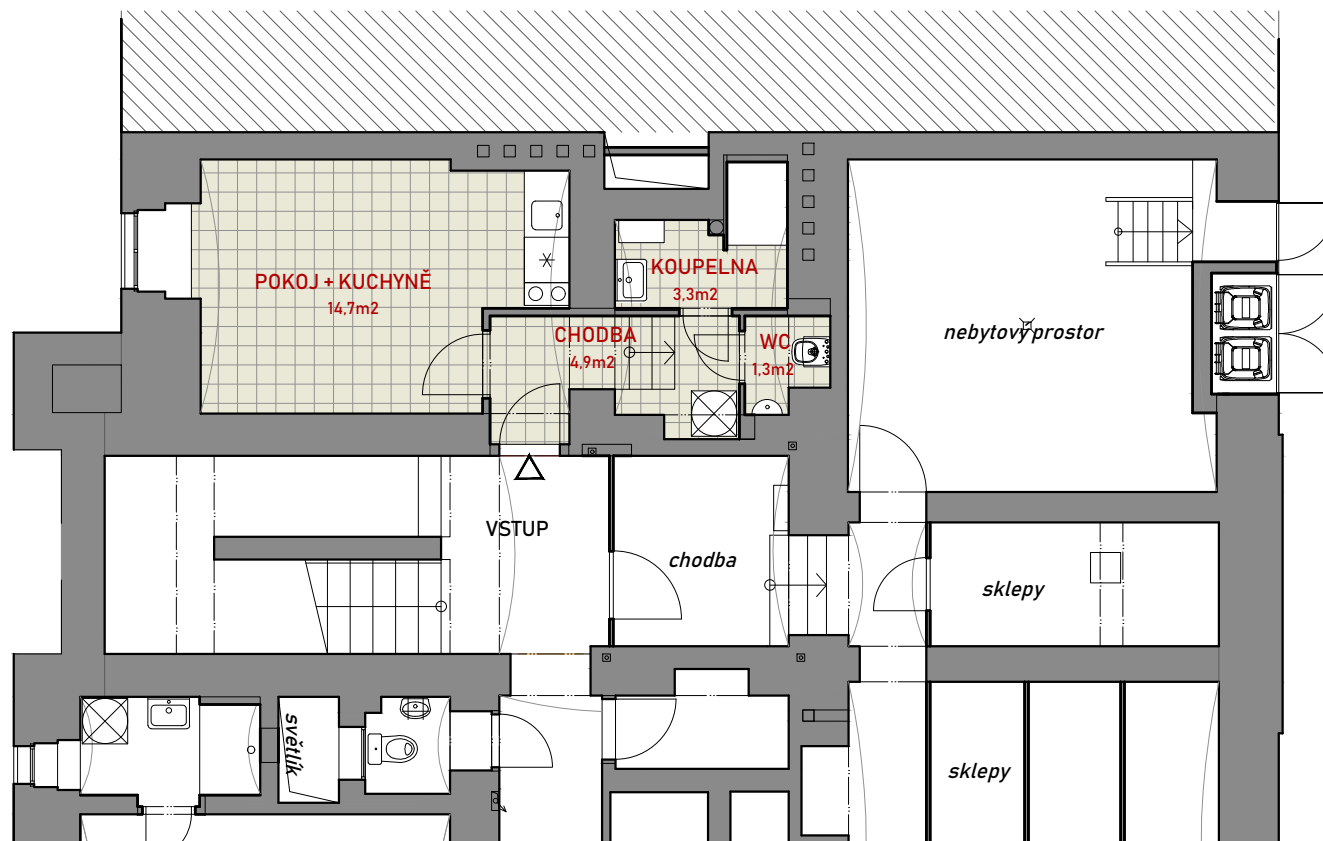 KOUPELNA
3,3m2
POKOJ + KUCHYNĚ
14,7m2
CHODBA
4,9m2
WC
1,3m2
nebytový prostor
VSTUP
chodba
sklepy
světlík
sklepy